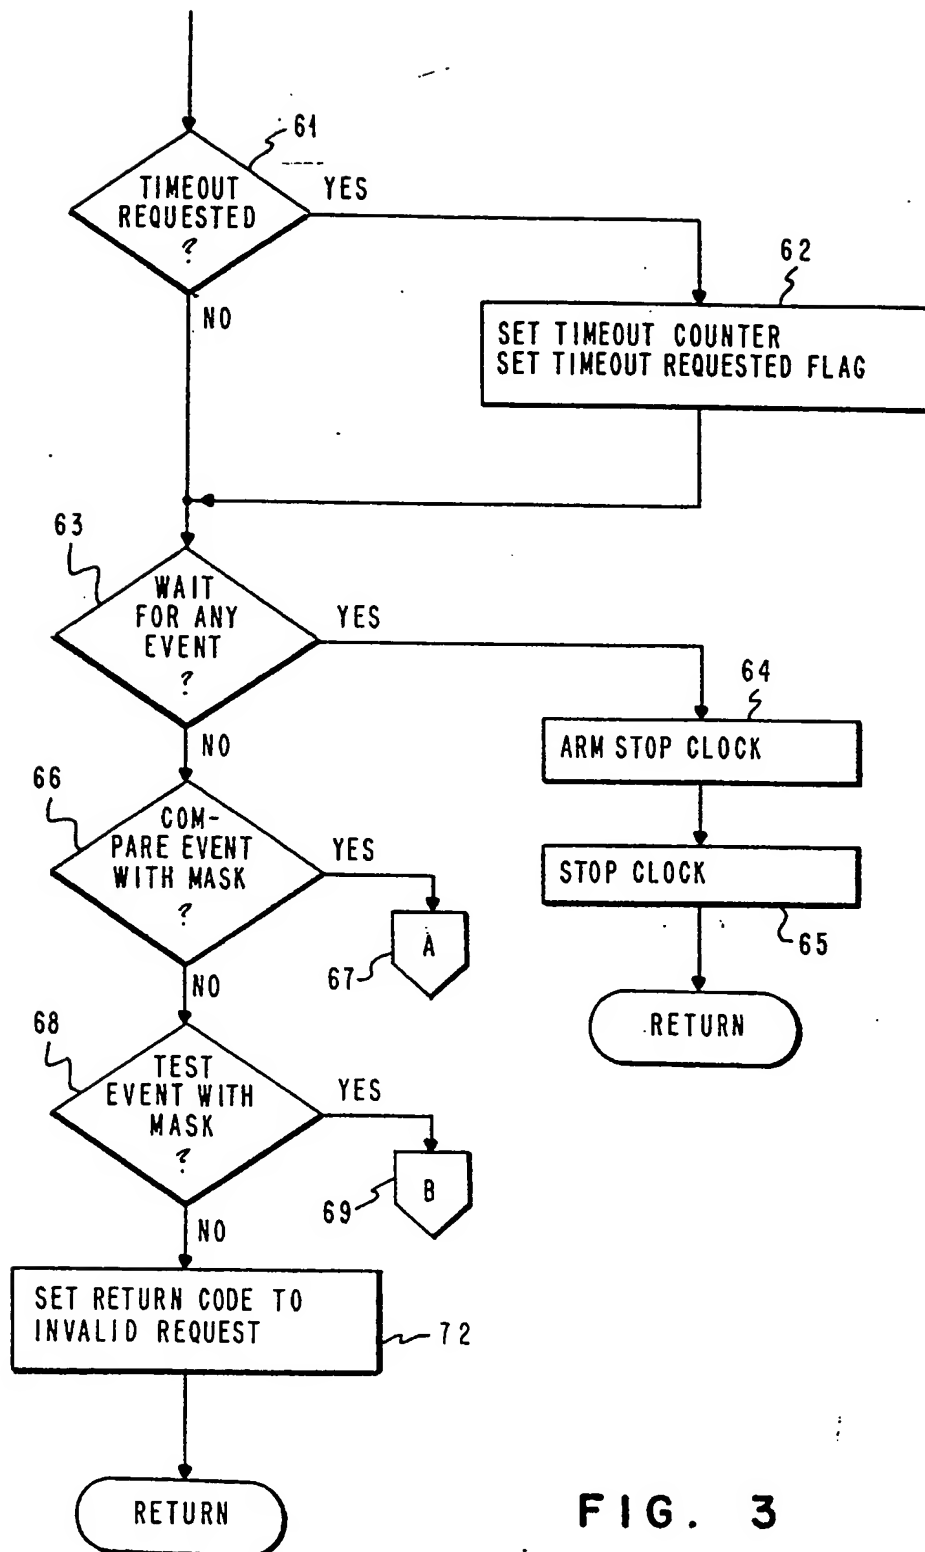 61
TIMEOUT
REQUESTED
?
YES
NO
62
SET TIMEOUT COUNTER
SET TIMEOUT REQUESTED FLAG
63
WAIT
FOR ANY
EVENT
?
YES
NO
64
ARM STOP CLOCK
STOP CLOCK
65
RETURN
66
COM-
PARE EVENT
WITH MASK
?
YES
NO
A
67
68
TEST
EVENT WITH
MASK
?
YES
NO
B
69
SET RETURN CODE TO
INVALID REQUEST
72
RETURN
FIG. 3